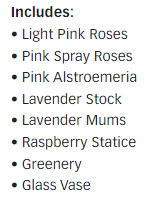 Includes:
• Light Pink Roses
• Pink Spray Roses
• Pink Alstroemeria
• Lavender Stock
• Lavender Mums
• Raspberry Statice
• Greenery
• Glass Vase